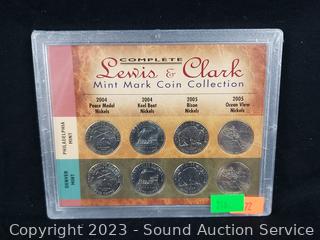 COMPLETE
Lewis & Clark
Mint Mark Coin Collection
2004 Peace Medal Nickels
2004 Keel Boat Nickels
2005 Bison Nickels
2005 Ocean View Nickels
PHILADELPHIA MINT
DENVER MINT
Copyright 2023 - Sound Auction Service